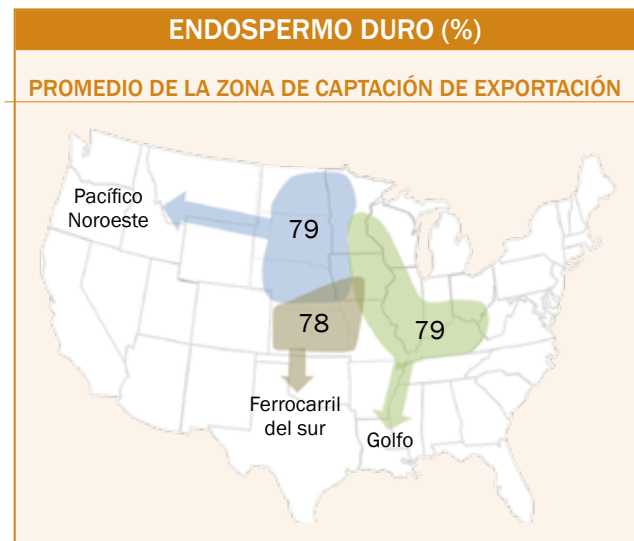 ENDOSPERMO DURO (%)
PROMEDIO DE LA ZONA DE CAPTACIÓN DE EXPORTACIÓN
Pacífico
Noroeste
79
78
79
Ferrocarril
del sur
Golfo